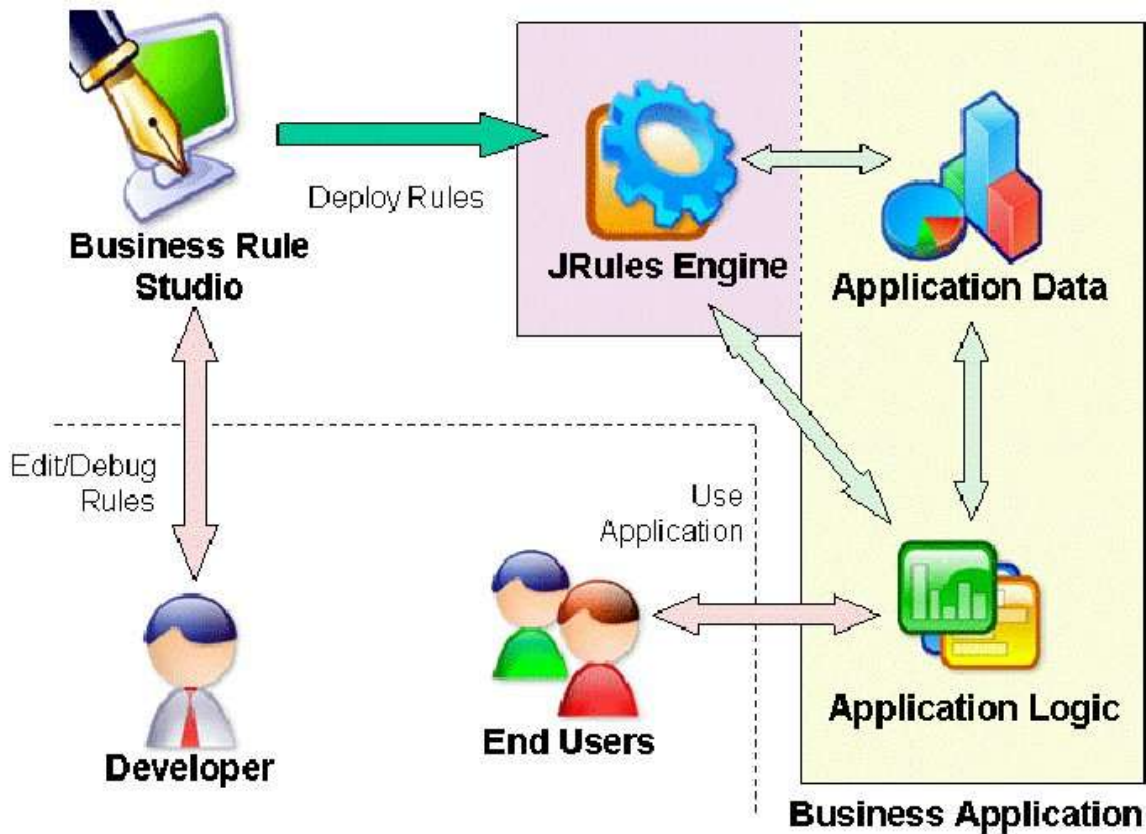 Deploy Rules
Business Rule
Studio
JRules Engine
Application Data
Edit/Debug
Rules
Use
Application
Developer
End Users
Application Logic
Business Application